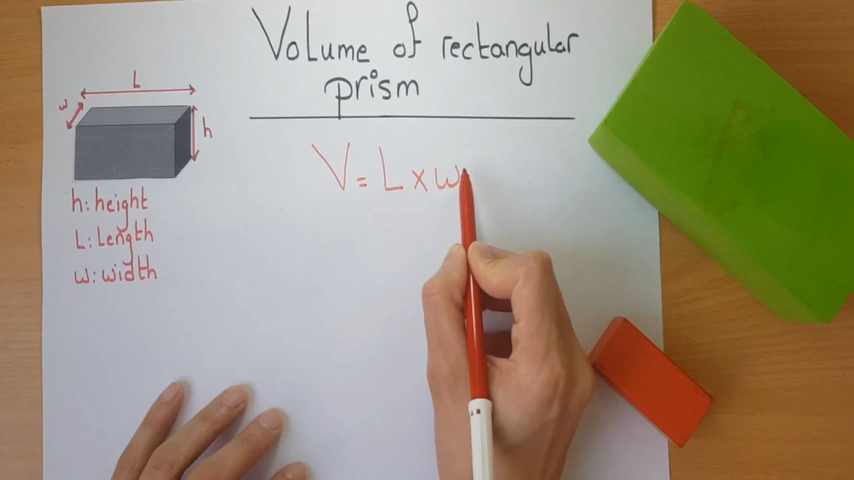 Volume of rectangular
prism
L
w
h
V = L x w
h: height
L: Length
w: width